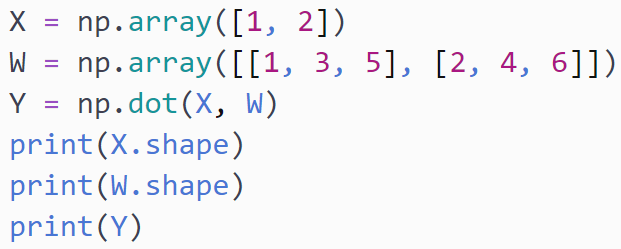 X = np.array([1, 2])
W = np.array([[1, 3, 5], [2, 4, 6]])
Y = np.dot(X, W)
print(X.shape)
print(W.shape)
print(Y)